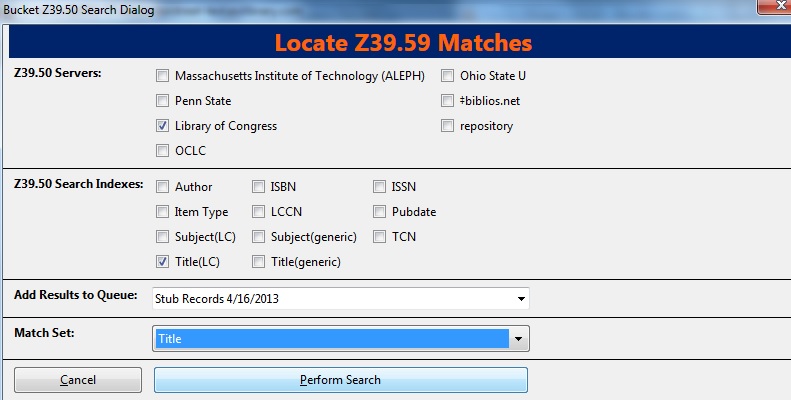 Bucket Z39.50 Search Dialog
Locate Z39.59 Matches
Z39.50 Servers: Massachusetts Institute of Technology (ALEPH) Ohio State U
Penn State ‡biblios.net
Library of Congress repository
OCLC
Z39.50 Search Indexes: Author ISBN ISSN
Item Type LCCN Pubdate
Subject(LC) Subject(generic) TCN
Title(LC) Title(generic)
Add Results to Queue: Stub Records 4/16/2013
Match Set: Title
Cancel Perform Search